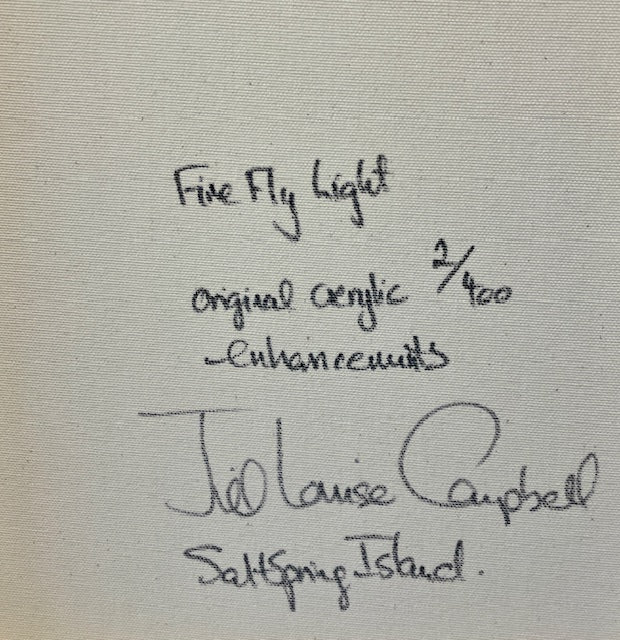 Fire Fly Light
original acrylic 2/400
enhancements
Jill Louise Campbell
SaltSpring Island.